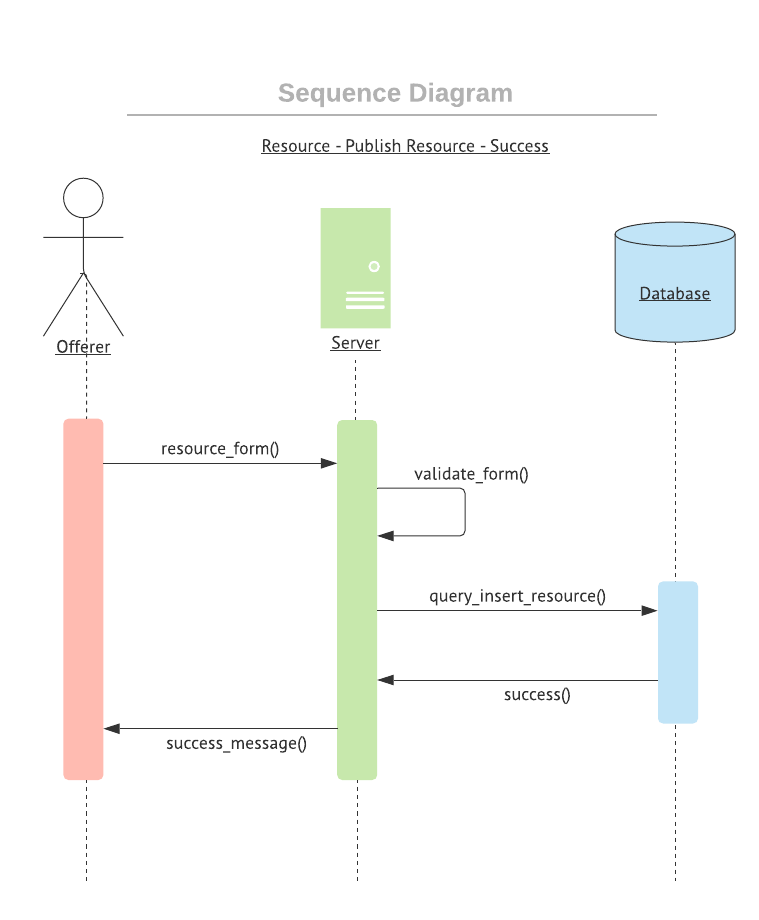 Sequence Diagram
Resource - Publish Resource - Success
Offerer
Server
Database
resource_form()
validate_form()
query_insert_resource()
success()
success_message()